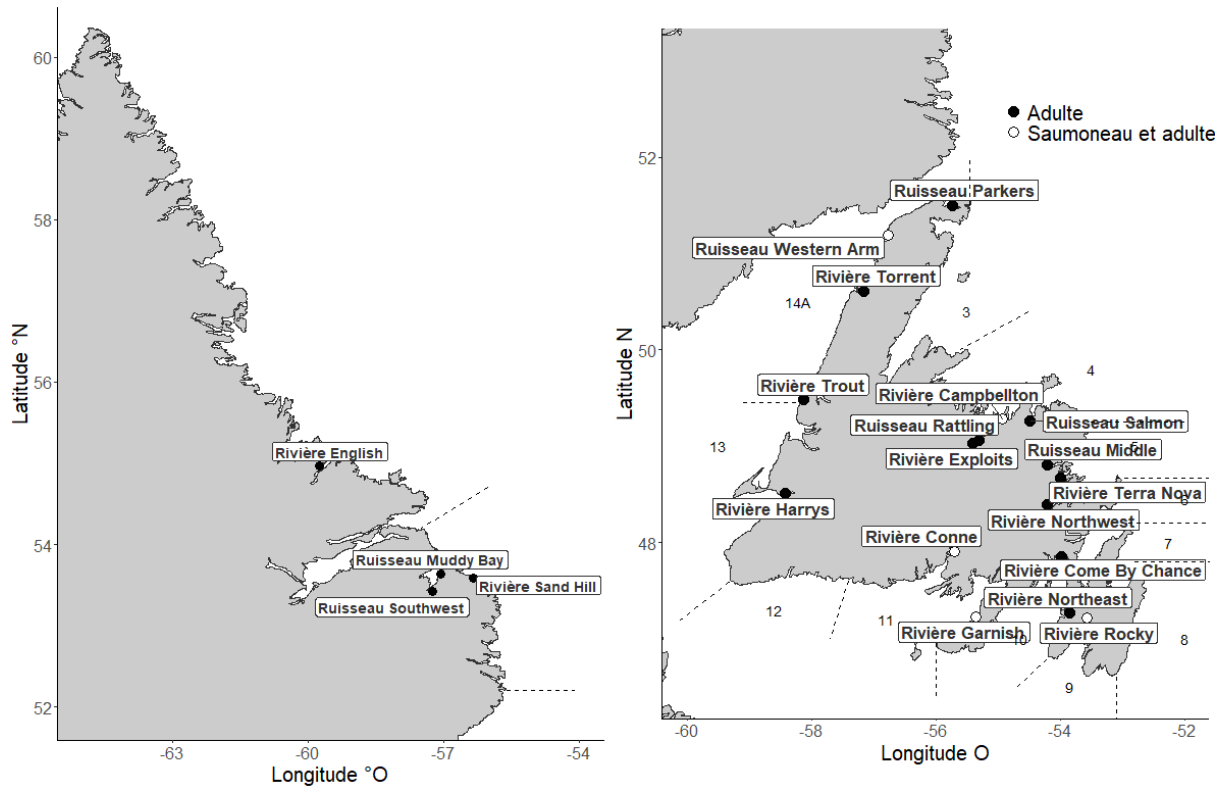 60
58
56
54
52
-63
-60
-57
-54
Latitude °N
Longitude °O
Rivière English
Ruisseau Muddy Bay
Rivière Sand Hill
Ruisseau Southwest
Adulte
Saumoneau et adulte
52
50
48
-60
-58
-56
-54
-52
Latitude N
Longitude O
Ruisseau Parkers
Ruisseau Western Arm
Rivière Torrent
14A
3
4
Rivière Trout
Rivière Campbellton
Ruisseau Rattling
Ruisseau Salmon
5
13
Rivière Exploits
Ruisseau Middle
Rivière Terra Nova
6
Rivière Harrys
Rivière Northwest
Rivière Conne
7
Rivière Come By Chance
Rivière Northeast
12
11
Rivière Garnish
10
Rivière Rocky
8
9